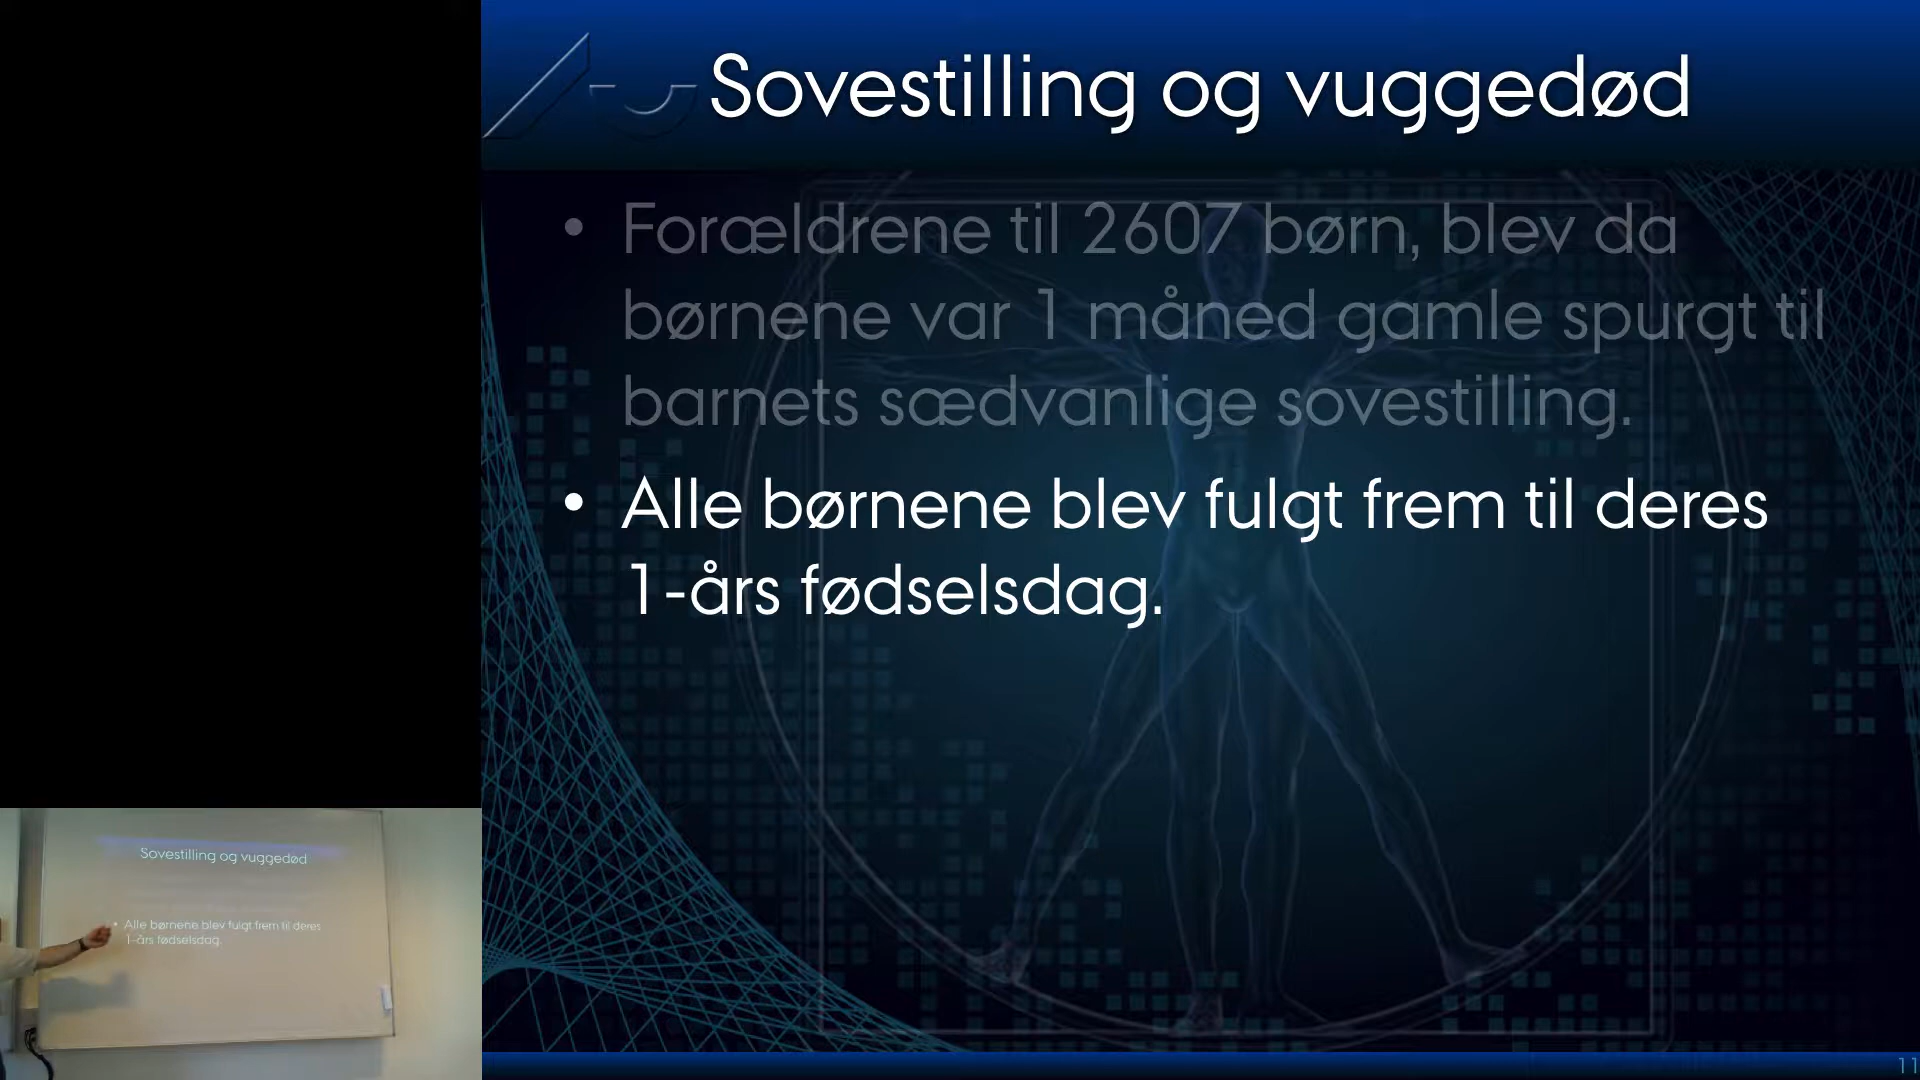 Sovestilling og vuggedød
• Forældrene til 2607 børn, blev da
børnene var 1 måned gamle spurgt til
barnets sædvanlige sovestilling.
• Alle børnene blev fulgt frem til deres
1-års fødselsdag.
11
Sovestilling og vuggedød
• Alle børnene blev fulgt frem til deres
1-års fødselsdag.